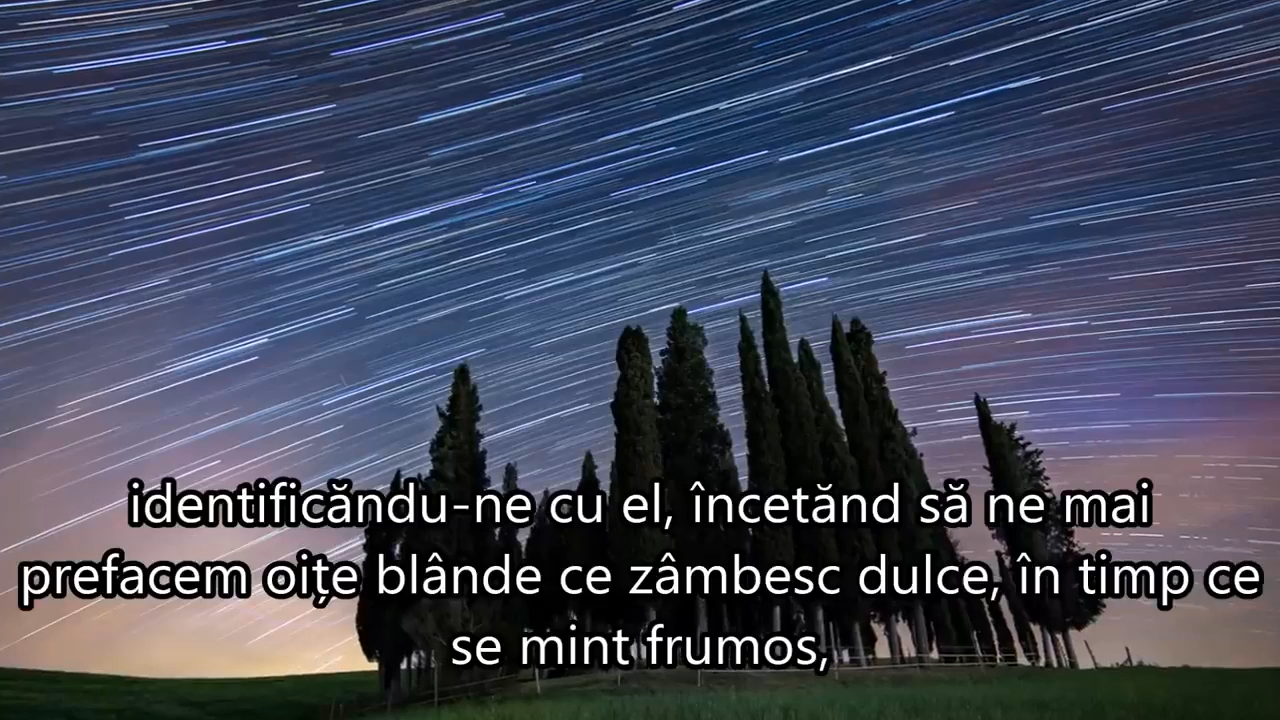 identificăndu-ne cu el, încetănd să ne mai
prefacem oițe blânde ce zâmbesc dulce, în timp ce
se mint frumos,